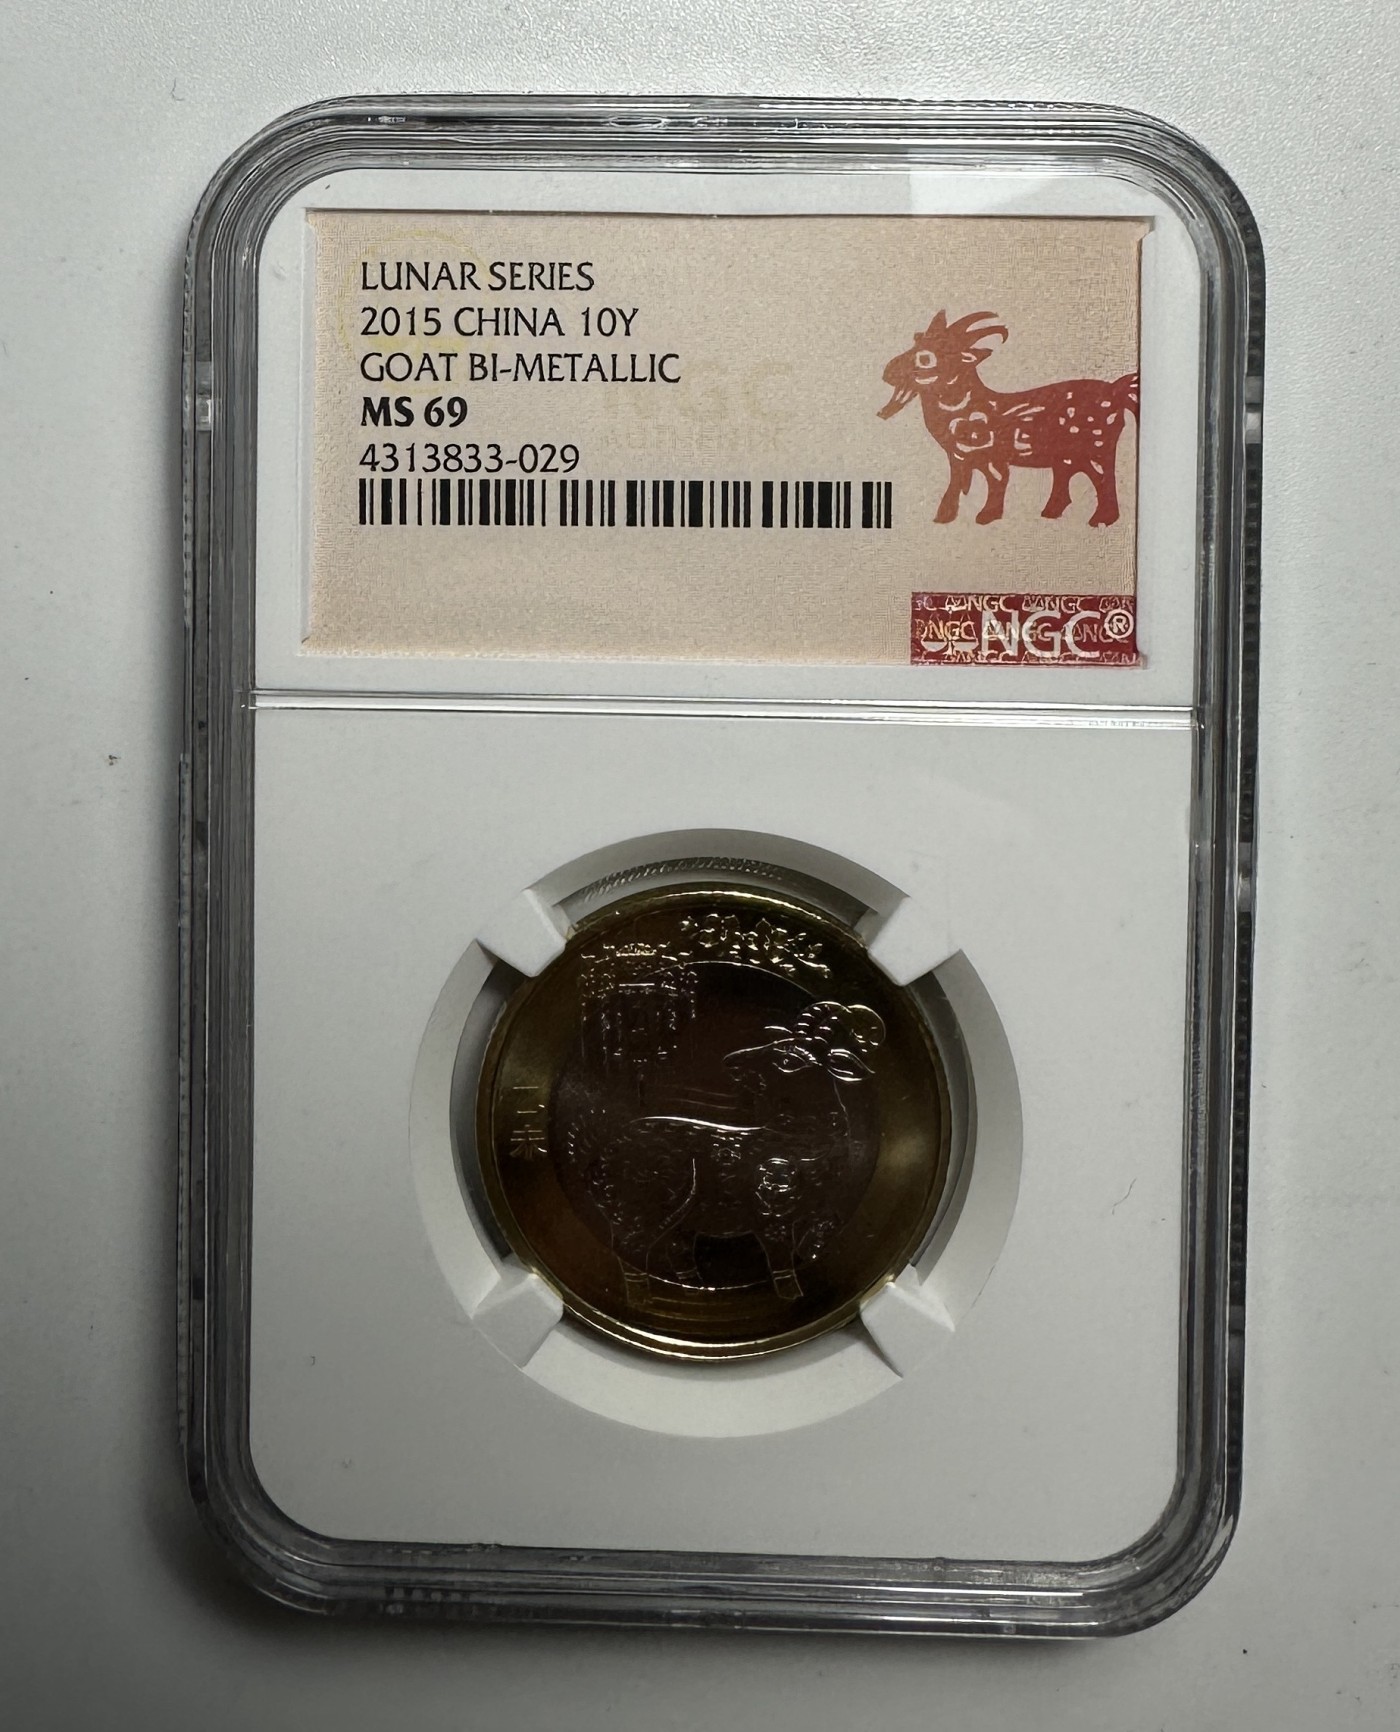 LUNAR SERIES
2015 CHINA 10Y
GOAT BI-METALLIC
MS 69
4313833-029
NGC®
乙未